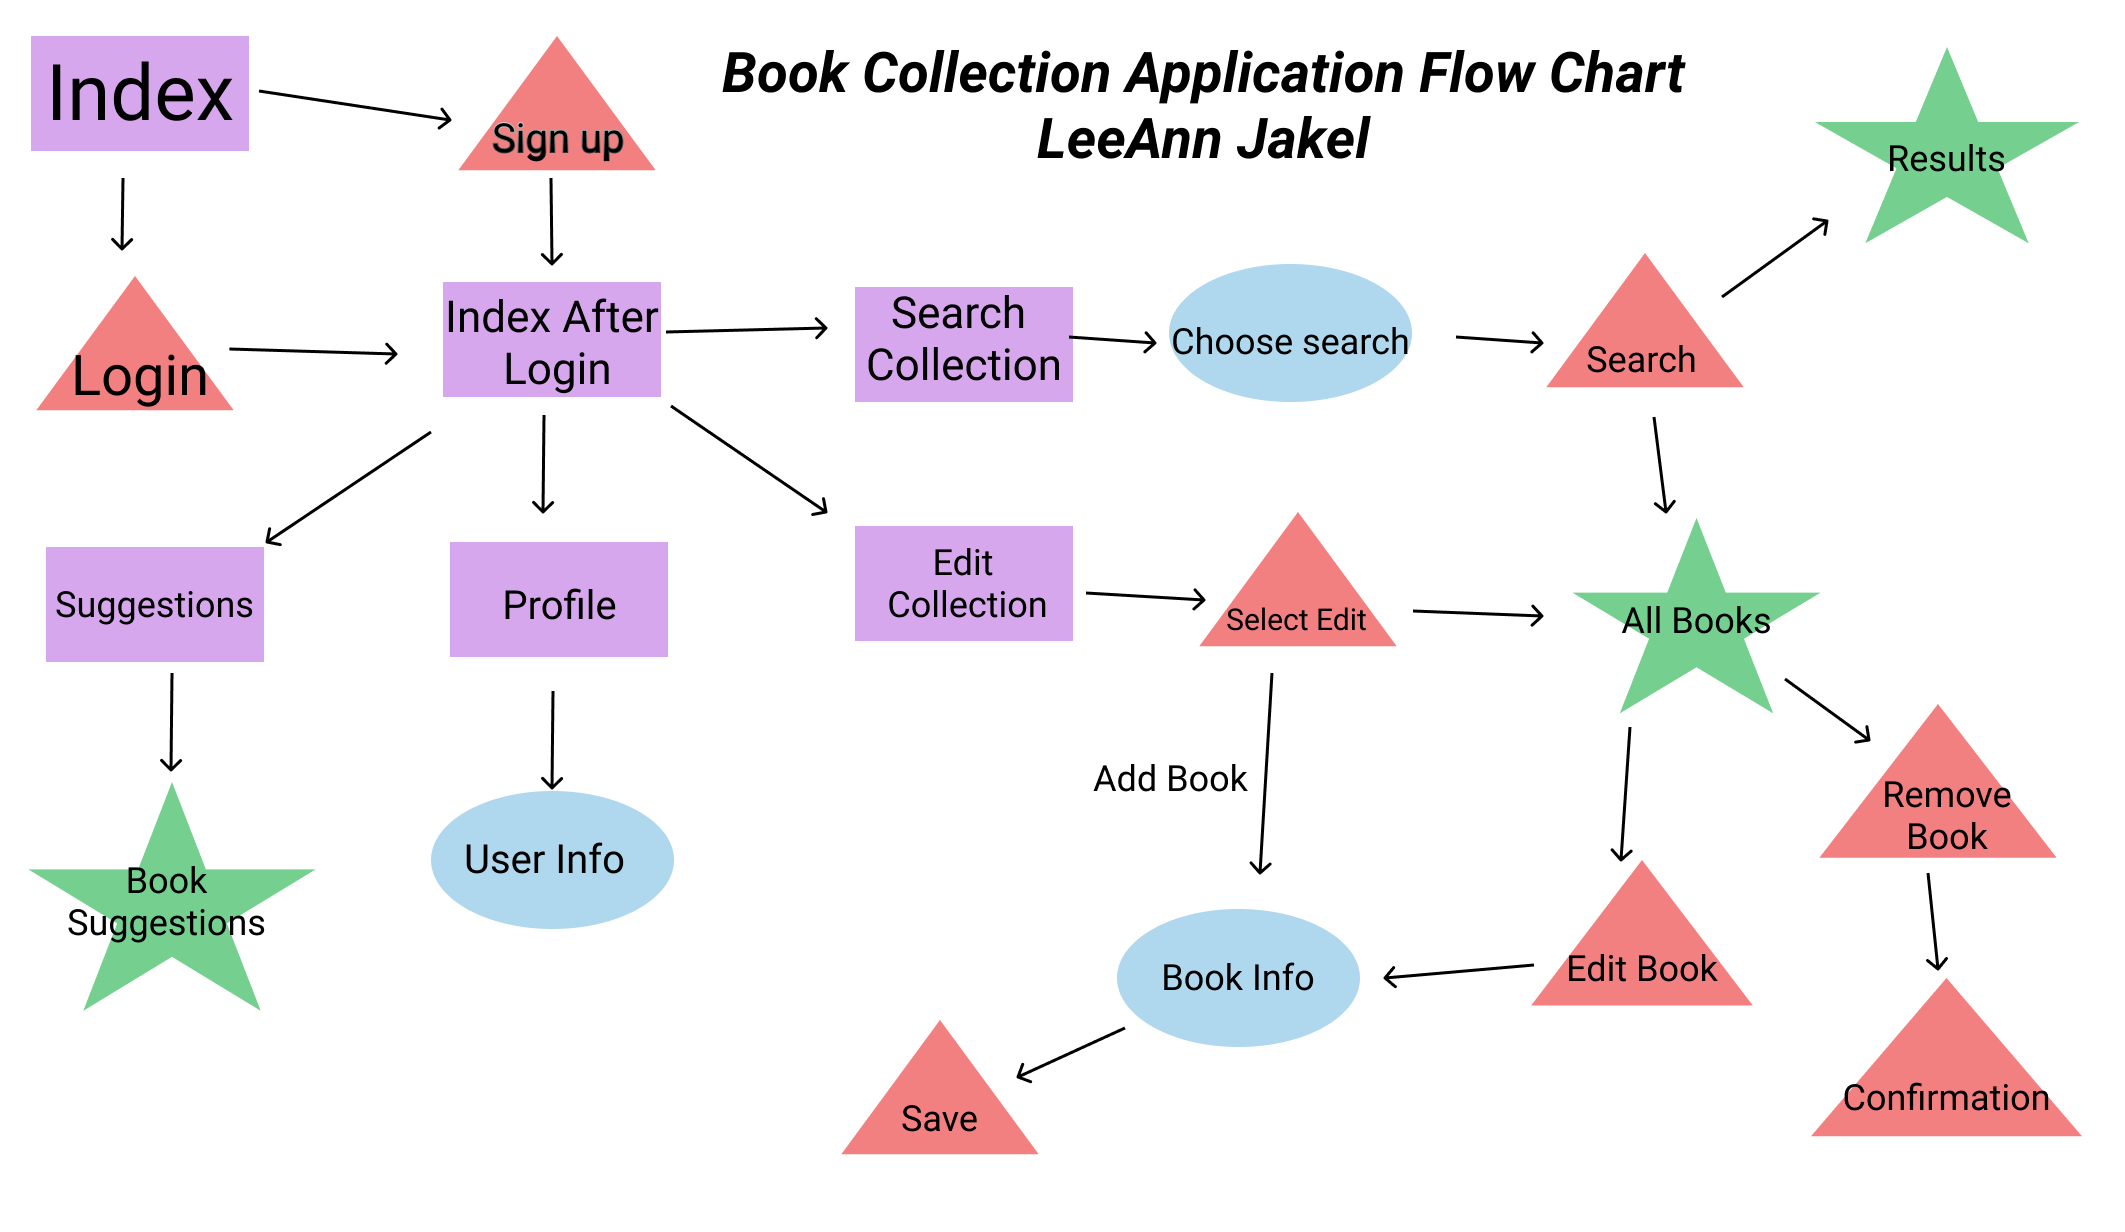 Index
Sign up
Book Collection Application Flow Chart
LeeAnn Jakel
Results
Login
Index After
Login
Search
Collection
Choose search
Search
Suggestions
Profile
Edit
Collection
Select Edit
All Books
Add Book
Remove
Book
Book
Suggestions
User Info
Book Info
Edit Book
Save
Confirmation